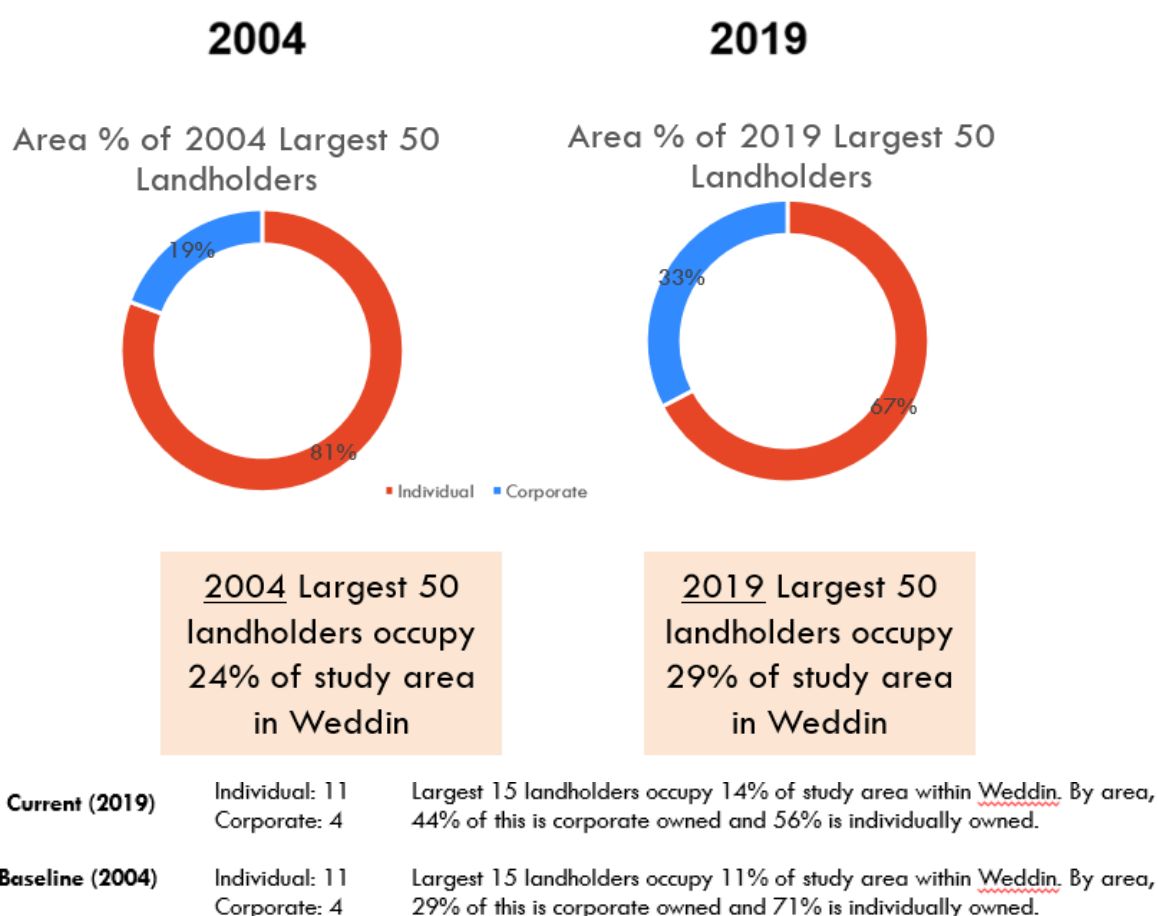 2004
2019
Area % of 2004 Largest 50
Landholders
19%
81%
Area % of 2019 Largest 50
Landholders
33%
67%
Individual Corporate
2004 Largest 50
landholders occupy
24% of study area
in Weddin
2019 Largest 50
landholders occupy
29% of study area
in Weddin
Current (2019)
Individual: 11
Corporate: 4
Largest 15 landholders occupy 14% of study area within Weddin. By area,
44% of this is corporate owned and 56% is individually owned.
Baseline (2004)
Individual: 11
Corporate: 4
Largest 15 landholders occupy 11% of study area within Weddin. By area,
29% of this is corporate owned and 71% is individually owned.